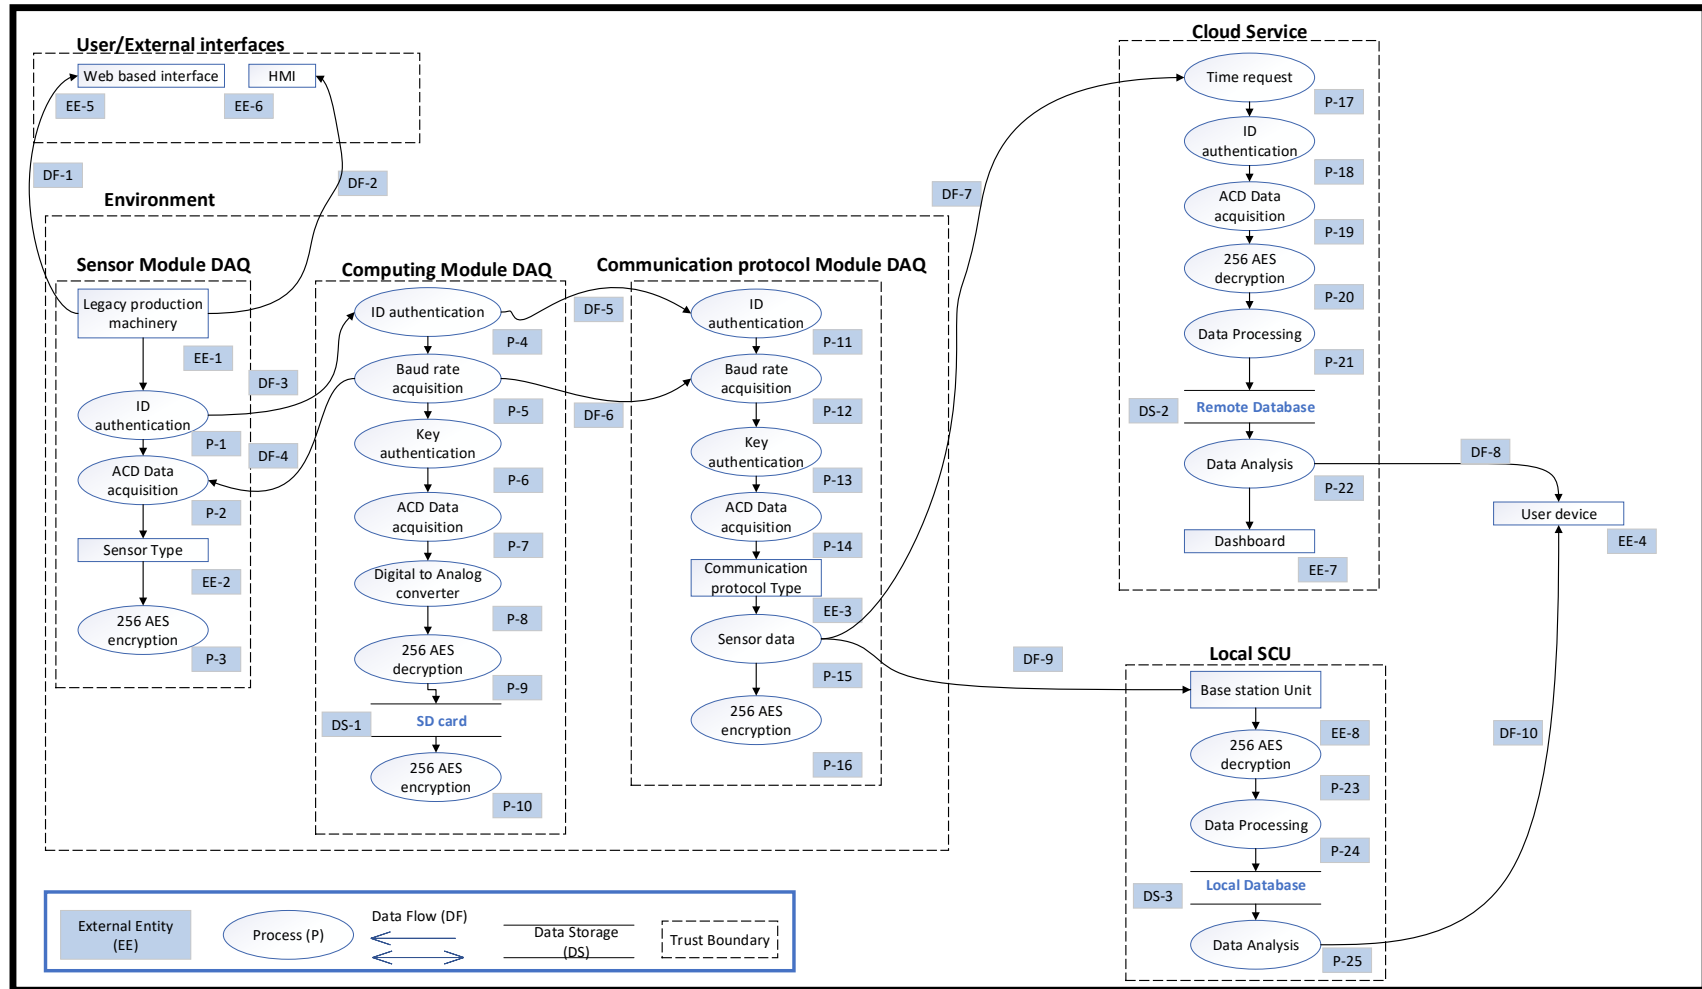 User/External interfaces
Web based interface
HMI
EE-5
EE-6
DF-1
DF-2
Environment
Sensor Module DAQ
Legacy production
machinery
EE-1
DF-3
ID
authentication
P-1
DF-4
ACD Data
acquisition
P-2
Sensor Type
EE-2
256 AES
encryption
P-3
Computing Module DAQ
ID authentication
P-4
Baud rate
acquisition
P-5
Key
authentication
P-6
ACD Data
acquisition
P-7
Digital to Analog
converter
P-8
256 AES
decryption
P-9
DS-1
SD card
256 AES
encryption
P-10
DF-5
DF-6
Communication protocol Module DAQ
ID
authentication
P-11
Baud rate
acquisition
P-12
Key
authentication
P-13
ACD Data
acquisition
P-14
Communication
protocol Type
EE-3
Sensor data
P-15
256 AES
encryption
P-16
DF-7
DF-9
Cloud Service
Time request
P-17
ID
authentication
P-18
ACD Data
acquisition
P-19
256 AES
decryption
P-20
Data Processing
P-21
DS-2
Remote Database
Data Analysis
P-22
Dashboard
EE-7
DF-8
User device
EE-4
DF-10
Local SCU
Base station Unit
EE-8
256 AES
decryption
P-23
Data Processing
P-24
DS-3
Local Database
Data Analysis
P-25
External Entity
(EE)
Process (P)
Data Flow (DF)
Data Storage
(DS)
Trust Boundary